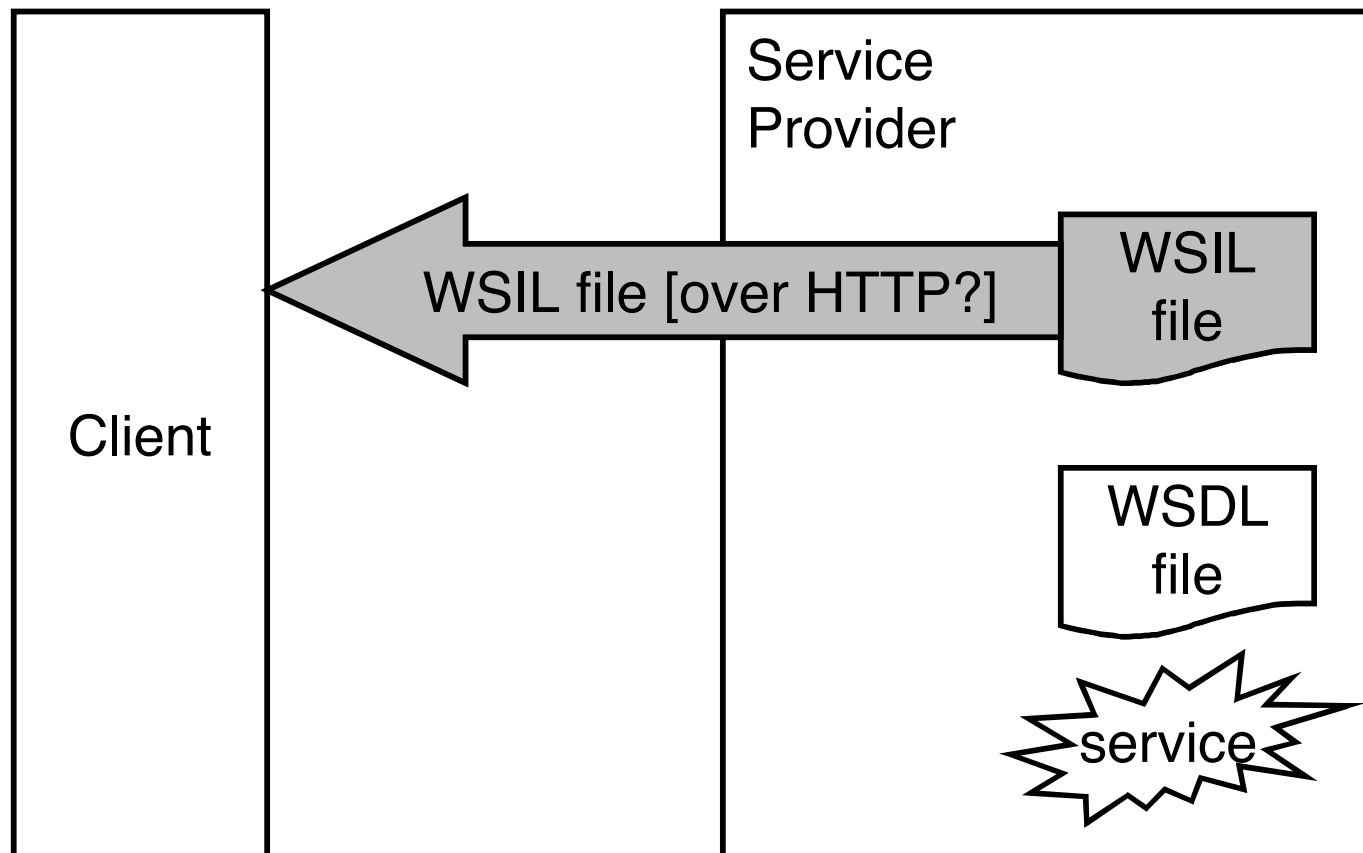 Service
Provider
WSIL file [over HTTP?]
WSIL
file
Client
WSDL
file
service